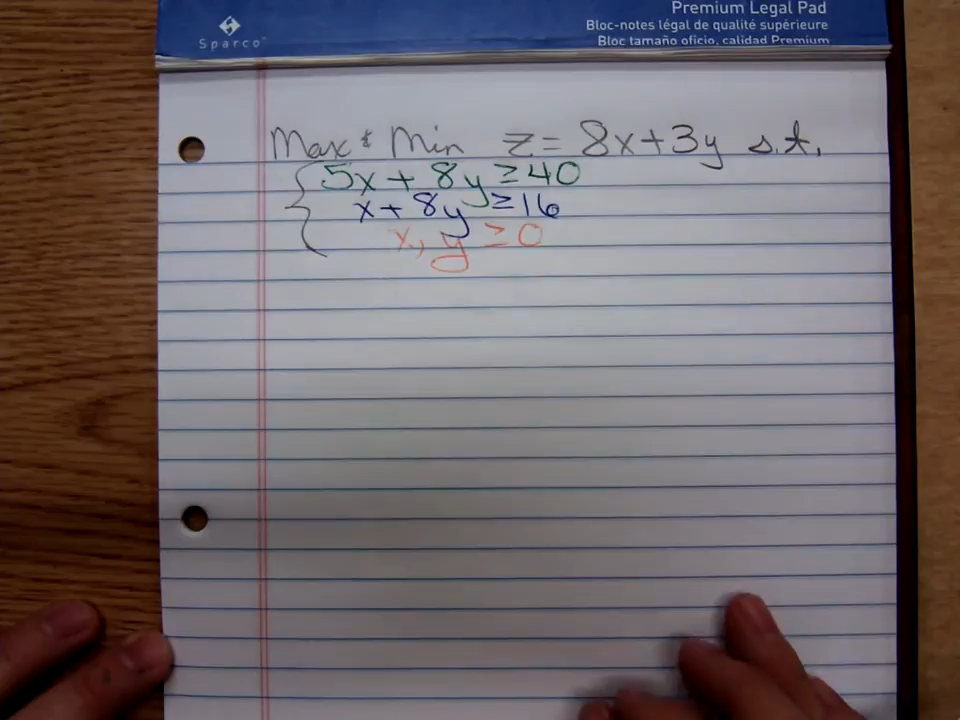 Premium Legal Pad
Sparco
Bloc-notes légal de qualité supérieure
Bloc tamaño oficio, calidad Premium
Max & Min z = 8x+3y s.t.
5x + 8y ≥ 40
x + 8y ≥ 16
x, y ≥ 0